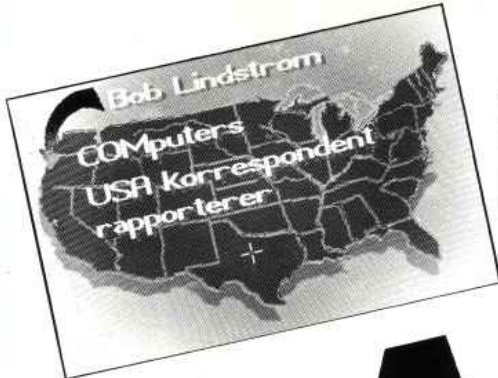 Bob Lindstrom
COMputers
USA Korrespondent
rapporterer